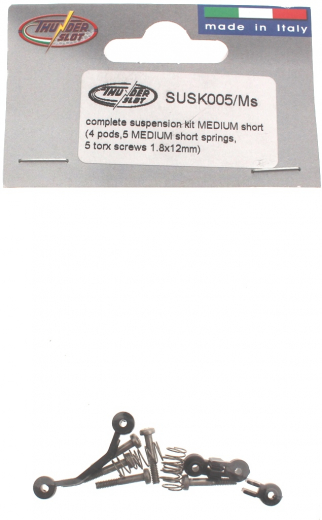 THUNDER
SLOT
made in Italy
THUNDER
SLOT
SUSK005/Ms
complete suspension kit MEDIUM short
(4 pods,5 MEDIUM short springs,
5 torx screws 1.8x12mm)